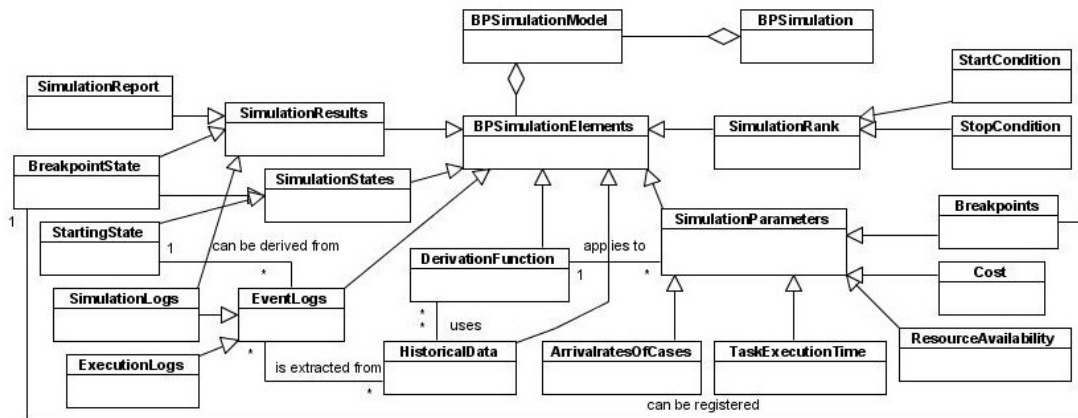 BPSimulationModel
BPSimulation
StartCondition
SimulationReport
SimulationResults
BPSimulationElements
SimulationRank
StopCondition
BreakpointState
SimulationStates
Breakpoints
SimulationParameters
1
StartingState
1
can be derived from
*
DerivationFunction
applies to
1
*
Cost
SimulationLogs
EventLogs
*
*
uses
ResourceAvailability
ExecutionLogs
*
is extracted from
*
HistoricalData
ArrivalratesOfCases
TaskExecutionTime
can be registered